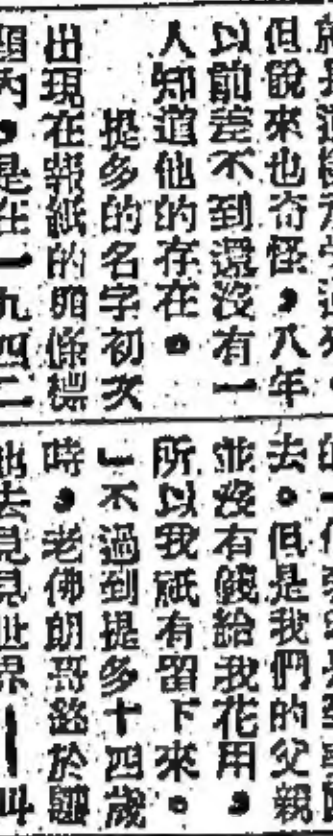 但說來也奇怪，八年
以前差不到還沒有一
人知道他的存在。
提多的名字初次
出現在報紙的頭條標
題內，是在一九四二
去。但是我們的父親
並沒有錢給我花用，
所以我祇有留下來。
」不過到提多十四歲
時，老佛朗哥終於
他去見見世界——叫